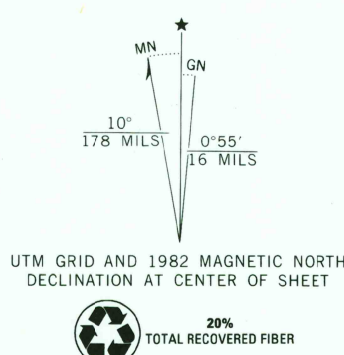 MN
GN
10°
178 MILS
0°55′
16 MILS
UTM GRID AND 1982 MAGNETIC NORTH
DECLINATION AT CENTER OF SHEET
20%
TOTAL RECOVERED FIBER